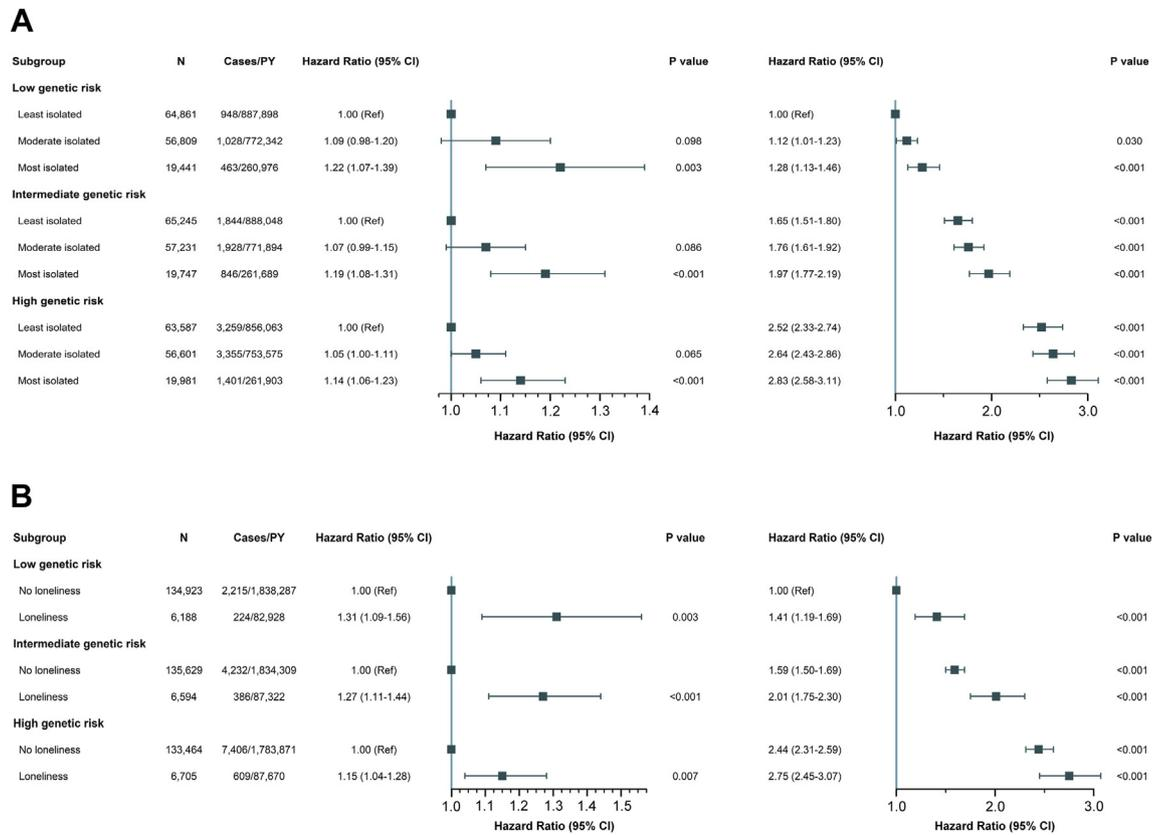 A
Subgroup N Cases/PY Hazard Ratio (95% CI) P value Hazard Ratio (95% CI) P value
Low genetic risk
Least isolated 64,861 948/887,898 1.00 (Ref) 1.00 (Ref)
Moderate isolated 56,809 1,028/772,342 1.09 (0.98-1.20) 0.098 1.12 (1.01-1.23) 0.030
Most isolated 19,441 463/260,976 1.22 (1.07-1.39) 0.003 1.28 (1.13-1.46) <0.001
Intermediate genetic risk
Least isolated 65,245 1,844/888,048 1.00 (Ref) 1.65 (1.51-1.80) <0.001
Moderate isolated 57,231 1,928/771,894 1.07 (0.99-1.15) 0.086 1.76 (1.61-1.92) <0.001
Most isolated 19,747 846/261,689 1.19 (1.08-1.31) <0.001 1.97 (1.77-2.19) <0.001
High genetic risk
Least isolated 63,587 3,259/856,063 1.00 (Ref) 2.52 (2.33-2.74) <0.001
Moderate isolated 56,601 3,355/753,575 1.05 (1.00-1.11) 0.065 2.64 (2.43-2.86) <0.001
Most isolated 19,981 1,401/261,903 1.14 (1.06-1.23) <0.001 2.83 (2.58-3.11) <0.001
1.0 1.1 1.2 1.3 1.4 1.0 2.0 3.0
Hazard Ratio (95% CI) Hazard Ratio (95% CI)
B
Subgroup N Cases/PY Hazard Ratio (95% CI) P value Hazard Ratio (95% CI) P value
Low genetic risk
No loneliness 134,923 2,215/1,838,287 1.00 (Ref) 1.00 (Ref)
Loneliness 6,188 224/82,928 1.31 (1.09-1.56) 0.003 1.41 (1.19-1.69) <0.001
Intermediate genetic risk
No loneliness 135,629 4,232/1,834,309 1.00 (Ref) 1.59 (1.50-1.69) <0.001
Loneliness 6,594 386/87,322 1.27 (1.11-1.44) <0.001 2.01 (1.75-2.30) <0.001
High genetic risk
No loneliness 133,464 7,406/1,783,871 1.00 (Ref) 2.44 (2.31-2.59) <0.001
Loneliness 6,705 609/87,670 1.15 (1.04-1.28) 0.007 2.75 (2.45-3.07) <0.001
1.0 1.1 1.2 1.3 1.4 1.5 1.0 2.0 3.0
Hazard Ratio (95% CI) Hazard Ratio (95% CI)